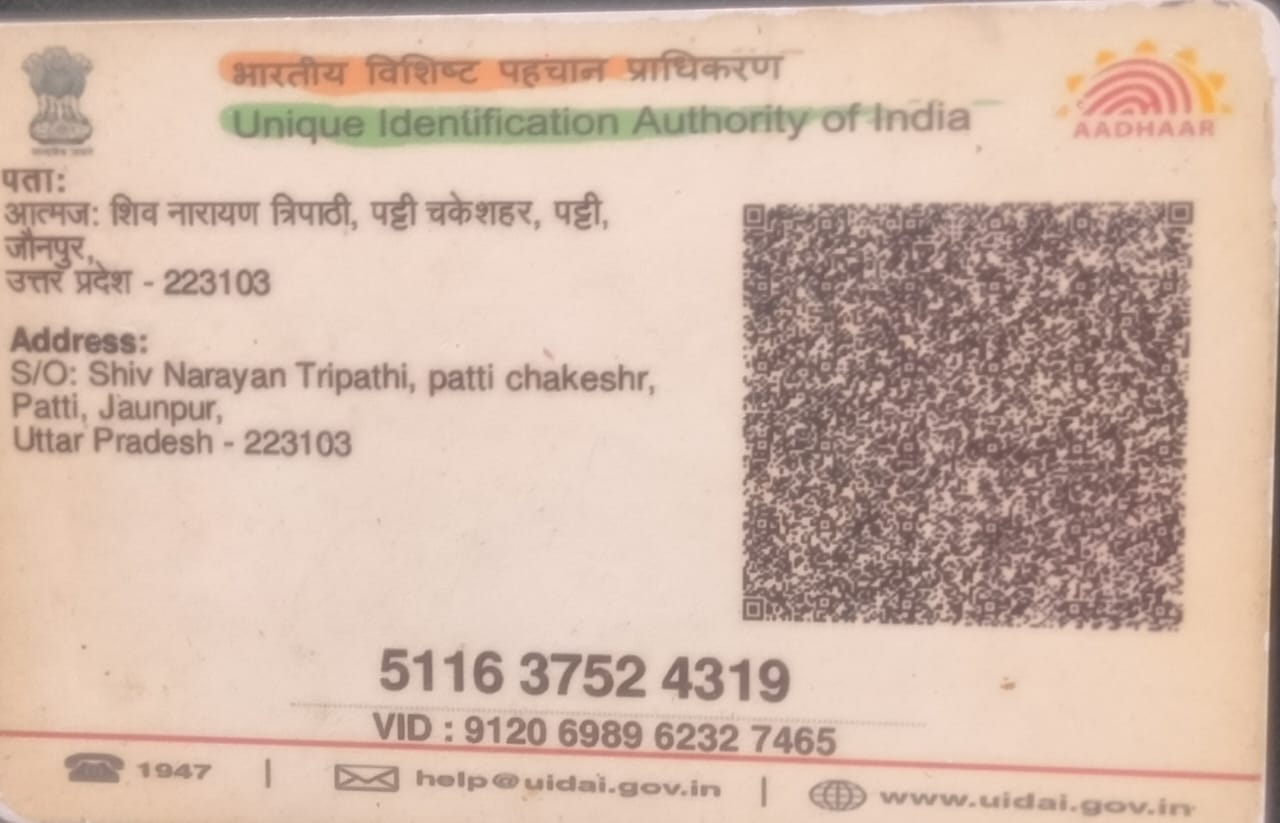 भारतीय विशिष्ट पहचान प्राधिकरण
Unique Identification Authority of India
AADHAAR
पता:
आत्मज: शिव नारायण त्रिपाठी, पट्टी चकेशहर, पट्टी,
जौनपुर,
उत्तर प्रदेश - 223103
Address:
S/O: Shiv Narayan Tripathi, patti chakeshr,
Patti, Jaunpur,
Uttar Pradesh - 223103
5116 3752 4319
VID : 9120 6989 6232 7465
1947 | help@uidai.gov.in | www.uidai.gov.in